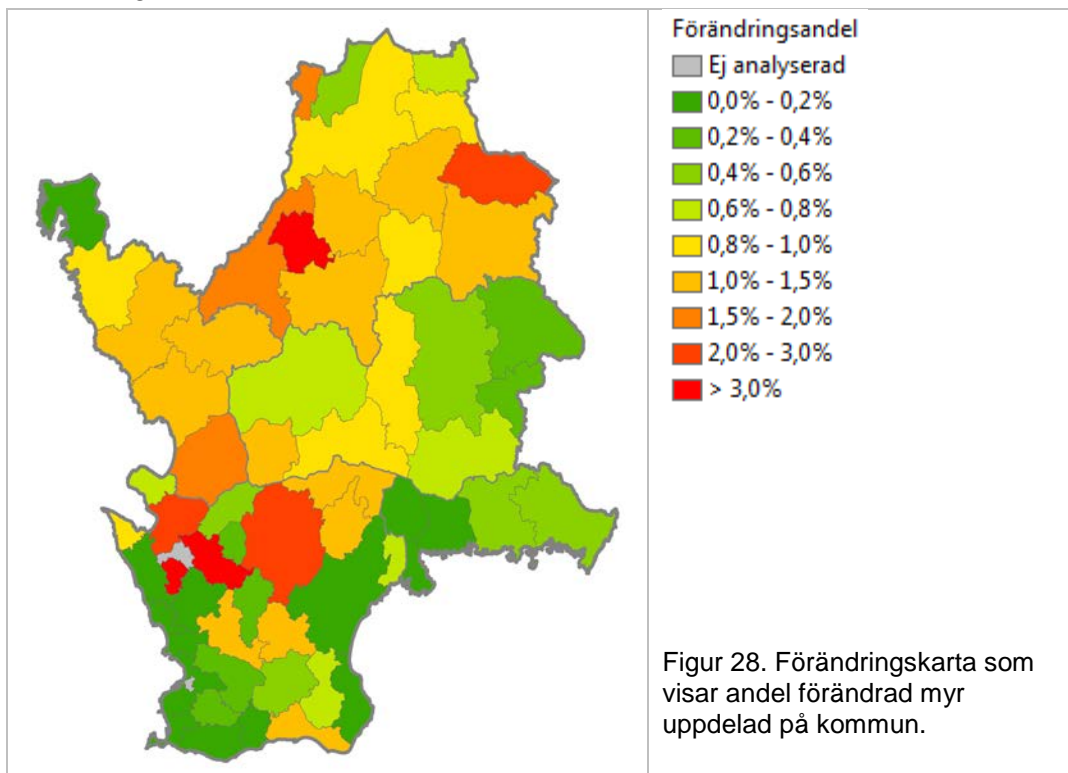 Förändringsandel
Ej analyserad
0,0% - 0,2%
0,2% - 0,4%
0,4% - 0,6%
0,6% - 0,8%
0,8% - 1,0%
1,0% - 1,5%
1,5% - 2,0%
2,0% - 3,0%
> 3,0%
Figur 28. Förändringskarta som
visar andel förändrad myr
uppdelad på kommun.